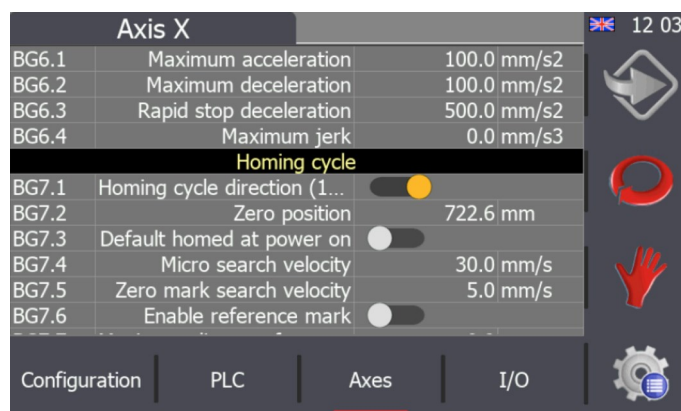 Axis X
12 03
BG6.1 Maximum acceleration 100.0 mm/s2
BG6.2 Maximum deceleration 100.0 mm/s2
BG6.3 Rapid stop deceleration 500.0 mm/s2
BG6.4 Maximum jerk 0.0 mm/s3
Homing cycle
BG7.1 Homing cycle direction (1...
BG7.2 Zero position 722.6 mm
BG7.3 Default homed at power on
BG7.4 Micro search velocity 30.0 mm/s
BG7.5 Zero mark search velocity 5.0 mm/s
BG7.6 Enable reference mark
Configuration PLC Axes I/O